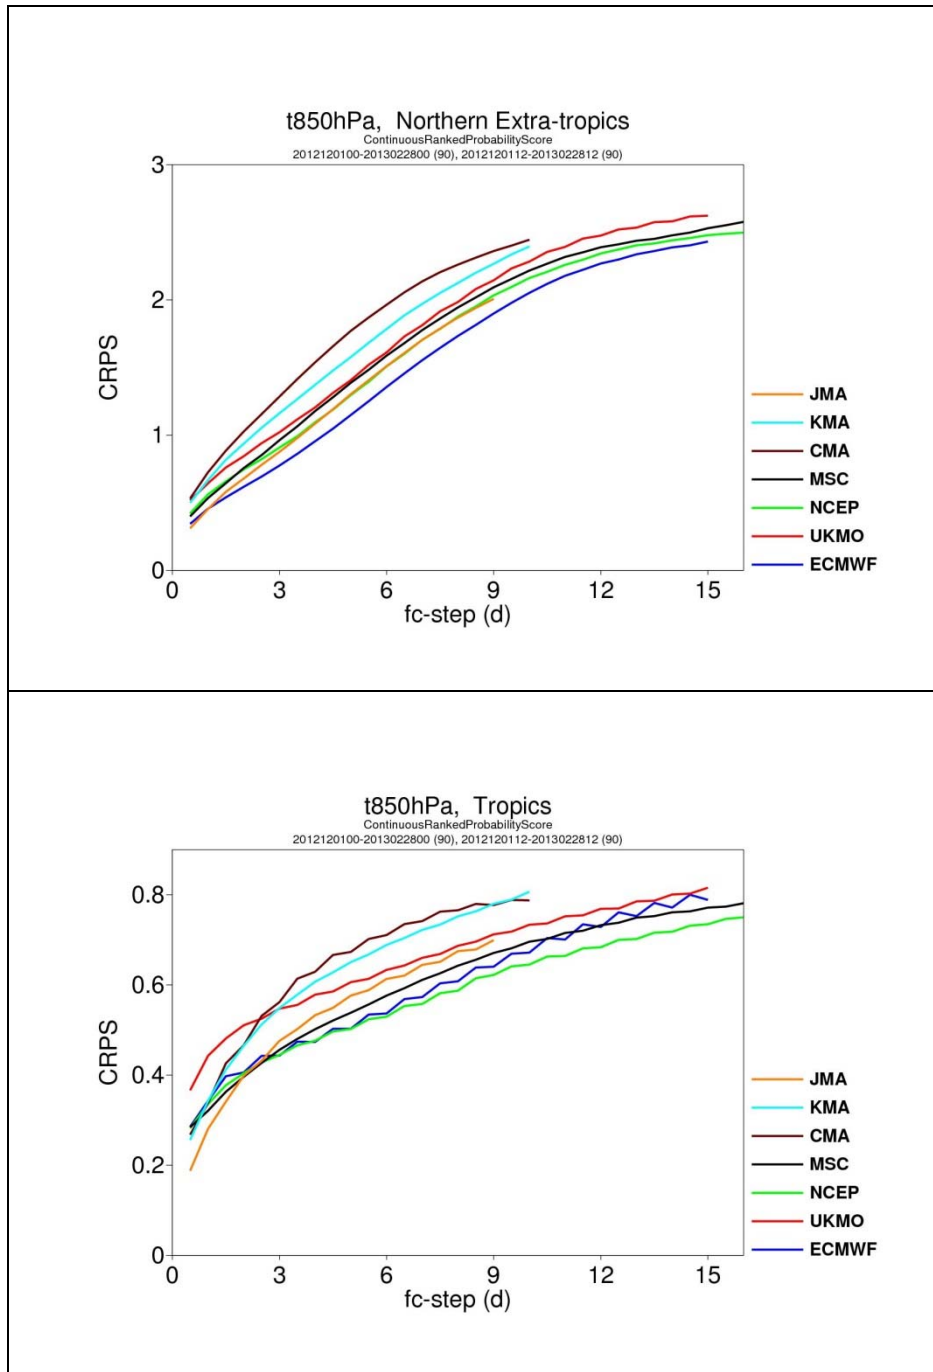 t850hPa, Northern Extra-tropics
ContinuousRankedProbabilityScore
2012120100-2013022800 (90), 2012120112-2013022812 (90)
3
2
1
0
CRPS
0 3 6 9 12 15
fc-step (d)
JMA
KMA
CMA
MSC
NCEP
UKMO
ECMWF
t850hPa, Tropics
ContinuousRankedProbabilityScore
2012120100-2013022800 (90), 2012120112-2013022812 (90)
0.8
0.6
0.4
0.2
0
CRPS
0 3 6 9 12 15
fc-step (d)
JMA
KMA
CMA
MSC
NCEP
UKMO
ECMWF